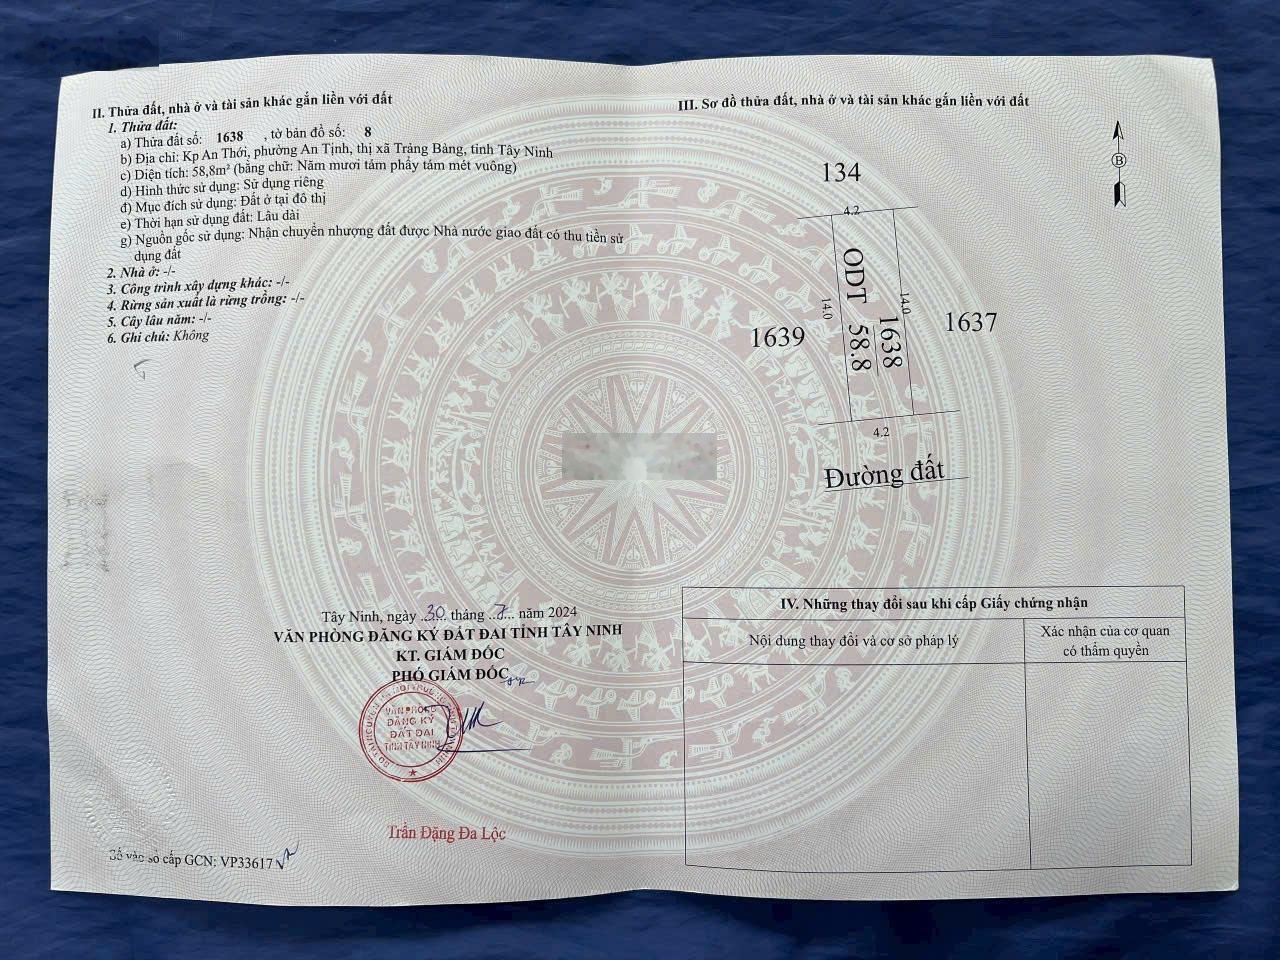 II. Thửa đất, nhà ở và tài sản khác gắn liền với đất
1. Thửa đất:
a) Thửa đất số: 1638 , tờ bản đồ số: 8
b) Địa chỉ: Kp An Thới, phường An Tịnh, thị xã Trảng Bàng, tỉnh Tây Ninh
c) Diện tích: 58,8m² (bằng chữ: Năm mươi tám phẩy tám mét vuông)
d) Hình thức sử dụng: Sử dụng riêng
đ) Mục đích sử dụng: Đất ở tại đô thị
e) Thời hạn sử dụng đất: Lâu dài
g) Nguồn gốc sử dụng: Nhận chuyển nhượng đất được Nhà nước giao đất có thu tiền sử
dụng đất
2. Nhà ở: -/-
3. Công trình xây dựng khác: -/-
4. Rừng sản xuất là rừng trồng: -/-
5. Cây lâu năm: -/-
6. Ghi chú: Không
Tây Ninh, ngày 30 tháng 7 năm 2024
VĂN PHÒNG ĐĂNG KÝ ĐẤT ĐAI TỈNH TÂY NINH
KT. GIÁM ĐỐC
PHÓ GIÁM ĐỐC
VĂN PHÒNG
ĐĂNG KÝ
ĐẤT ĐAI
TỈNH TÂY NINH
Trần Đặng Đa Lộc
Số vào sổ cấp GCN: VP33617
III. Sơ đồ thửa đất, nhà ở và tài sản khác gắn liền với đất
B
134
4.2
ODT
1638
58.8
14.0
14.0
1639
1637
4.2
Đường đất
IV. Những thay đổi sau khi cấp Giấy chứng nhận
Nội dung thay đổi và cơ sở pháp lý
Xác nhận của cơ quan
có thẩm quyền